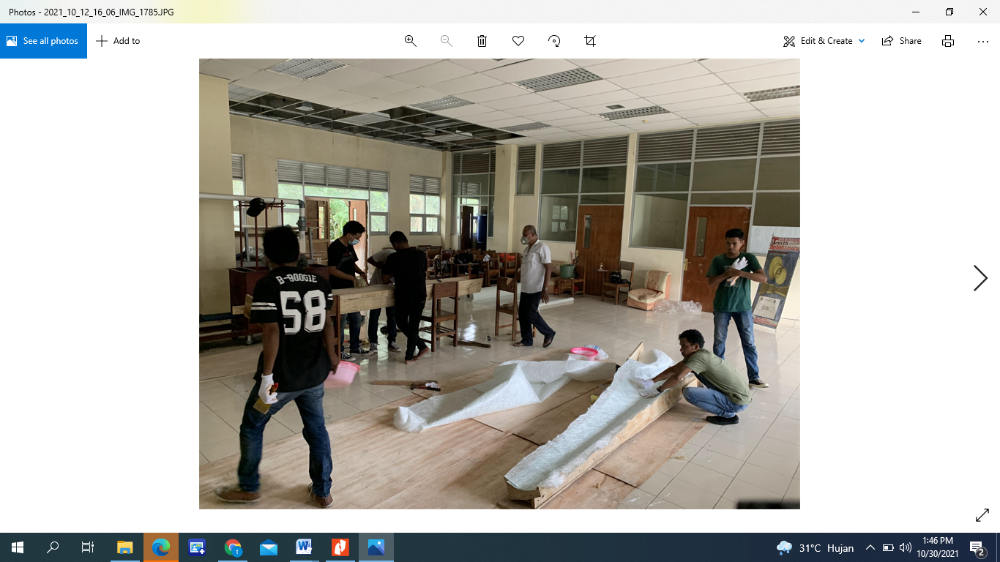 Photos - 2021_10_12_16_06_IMG_1785.JPG
See all photos
Add to
Edit & Create
Share
B-BOOGIE
58
31°C Hujan
1:46 PM
10/30/2021
2